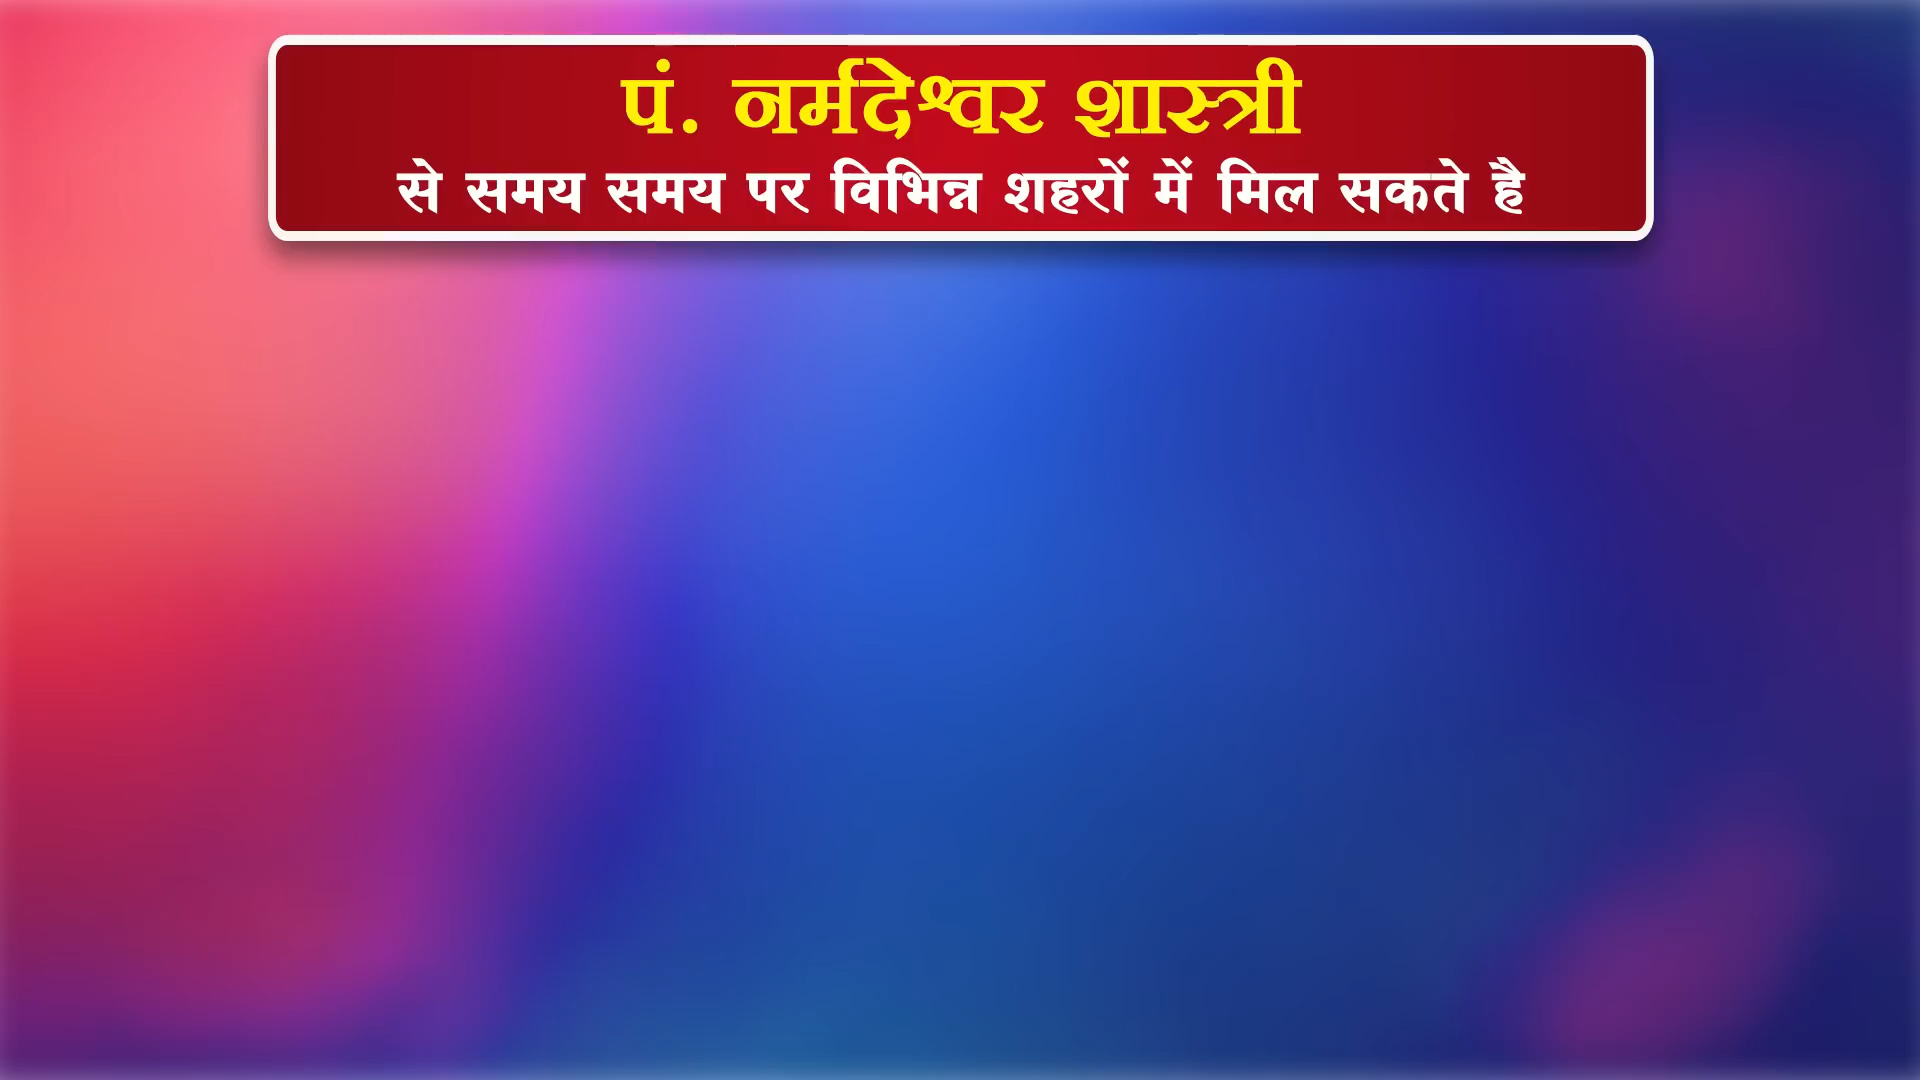 पं. नर्मदेश्वर शास्त्री
से समय समय पर विभिन्न शहरों में मिल सकते है